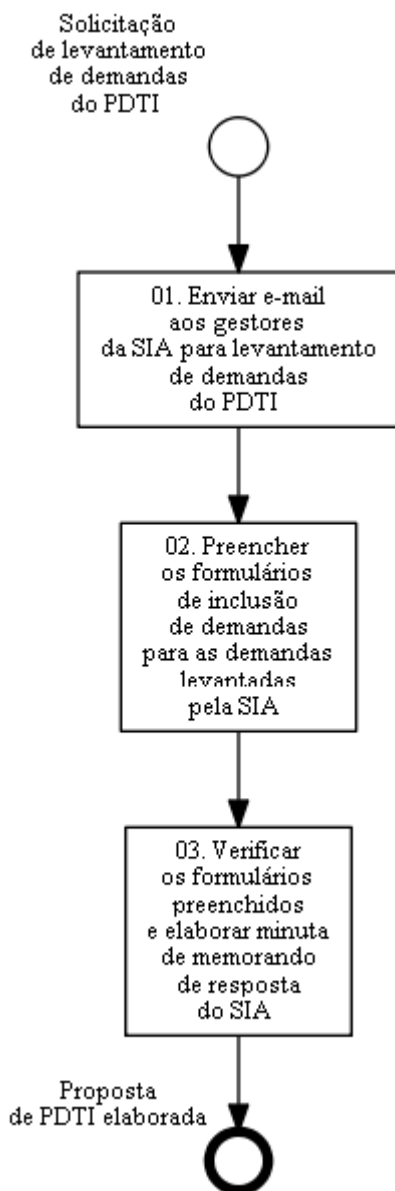 Solicitação
de levantamento
de demandas
do PDTI
01. Enviar e-mail
aos gestores
da SIA para levantamento
de demandas
do PDTI
02. Preencher
os formulários
de inclusão
de demandas
para as demandas
levantadas
pela SIA
03. Verificar
os formulários
preenchidos
e elaborar minuta
de memorando
de resposta
do SIA
Proposta
de PDTI elaborada